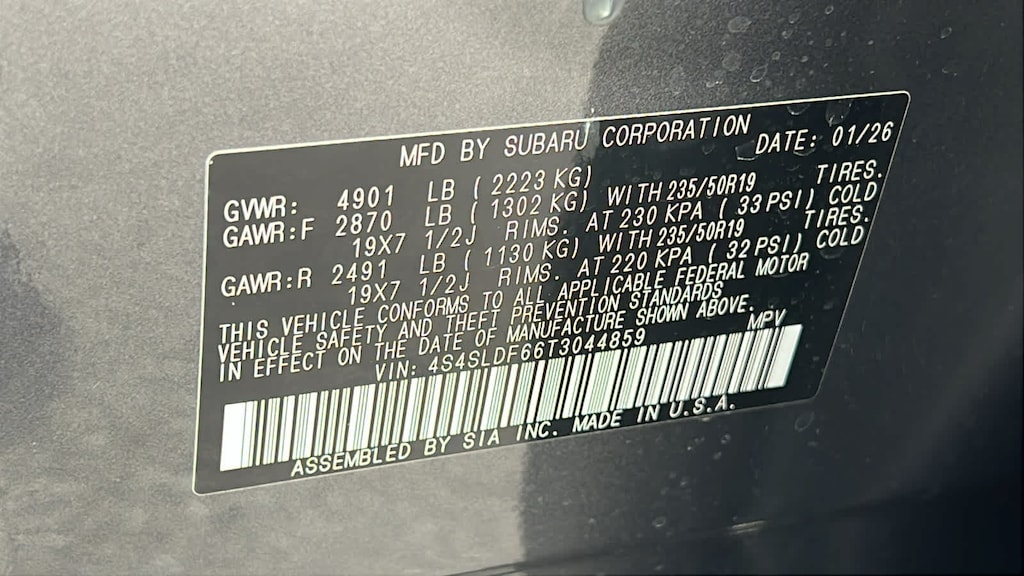 MFD BY SUBARU CORPORATION DATE: 01/26
GVWR: 4901 LB ( 2223 KG)
GAWR:F 2870 LB ( 1302 KG) WITH 235/50R19 TIRES.
19X7 1/2J RIMS. AT 230 KPA ( 33 PSI) COLD
GAWR:R 2491 LB ( 1130 KG) WITH 235/50R19 TIRES.
19X7 1/2J RIMS. AT 220 KPA ( 32 PSI) COLD
THIS VEHICLE CONFORMS TO ALL APPLICABLE FEDERAL MOTOR
VEHICLE SAFETY AND THEFT PREVENTION STANDARDS
IN EFFECT ON THE DATE OF MANUFACTURE SHOWN ABOVE.
VIN: 4S4SLDF66T3044859 MPV
ASSEMBLED BY SIA INC. MADE IN U.S.A.